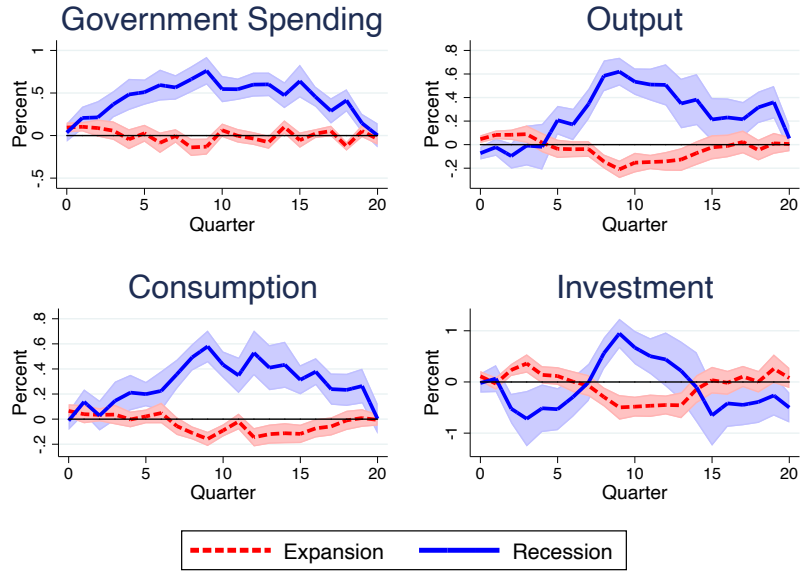 Government Spending
Percent
1
.5
0
-.5
0 5 10 15 20
Quarter
Output
Percent
.8
.6
.4
.2
0
-.2
0 5 10 15 20
Quarter
Consumption
Percent
.8
.6
.4
.2
0
-.2
0 5 10 15 20
Quarter
Investment
Percent
1
0
-1
0 5 10 15 20
Quarter
Expansion Recession